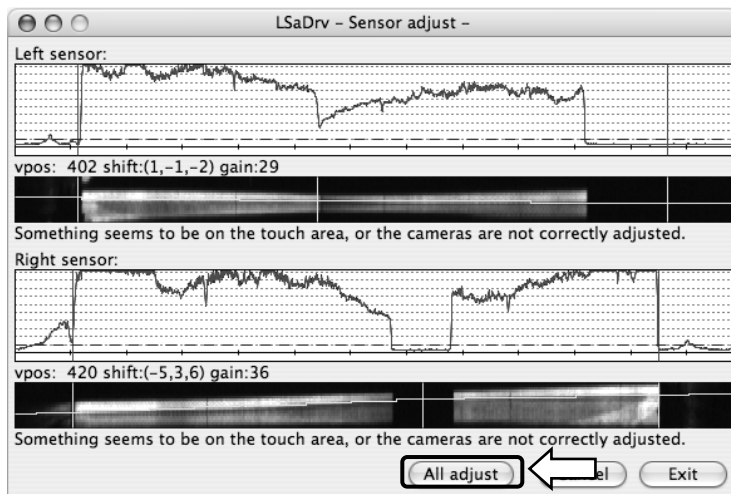 LSaDrv – Sensor adjust –
Left sensor:
vpos: 402 shift:(1,-1,-2) gain:29
Something seems to be on the touch area, or the cameras are not correctly adjusted.
Right sensor:
vpos: 420 shift:(-5,3,6) gain:36
Something seems to be on the touch area, or the cameras are not correctly adjusted.
All adjust Exit